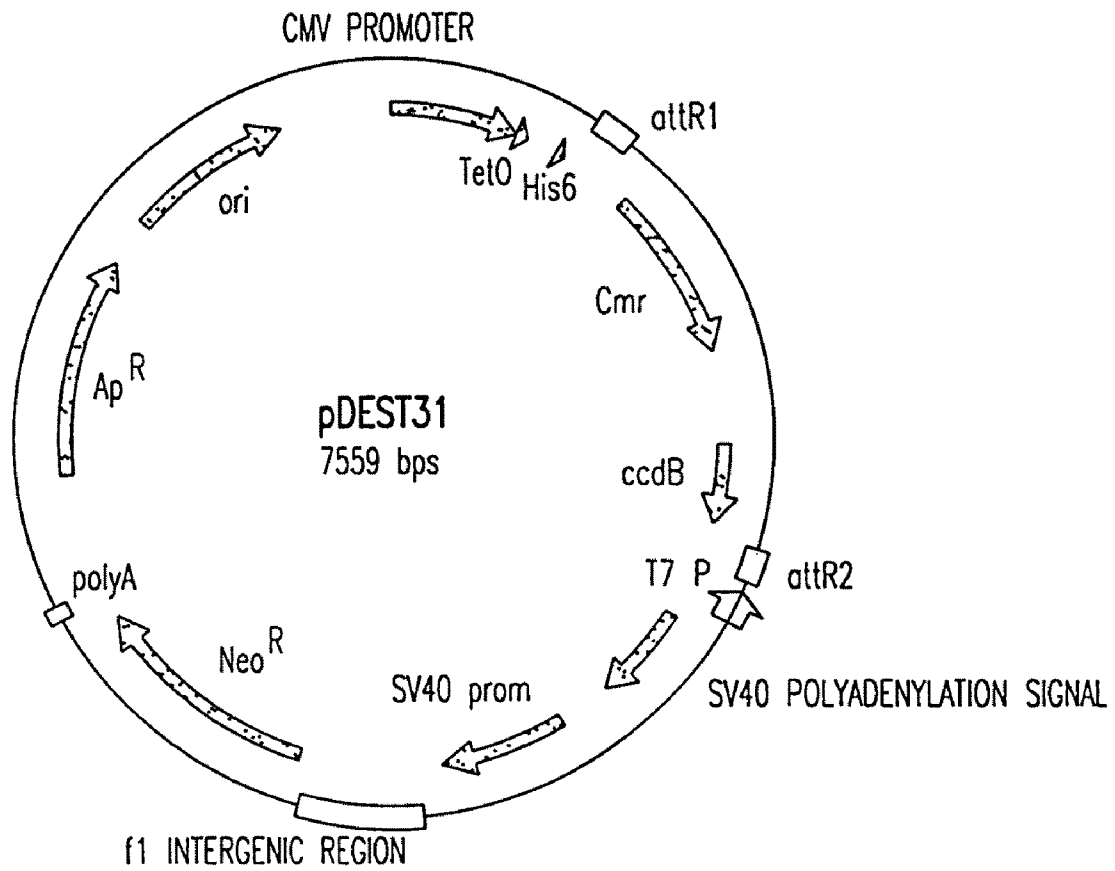 CMV PROMOTER
attR1
TetO
His6
ori
Cmr
Ap R
pDEST31
7559 bps
ccdB
T7 P
attR2
polyA
Neo R
SV40 prom
SV40 POLYADENYLATION SIGNAL
f1 INTERGENIC REGION